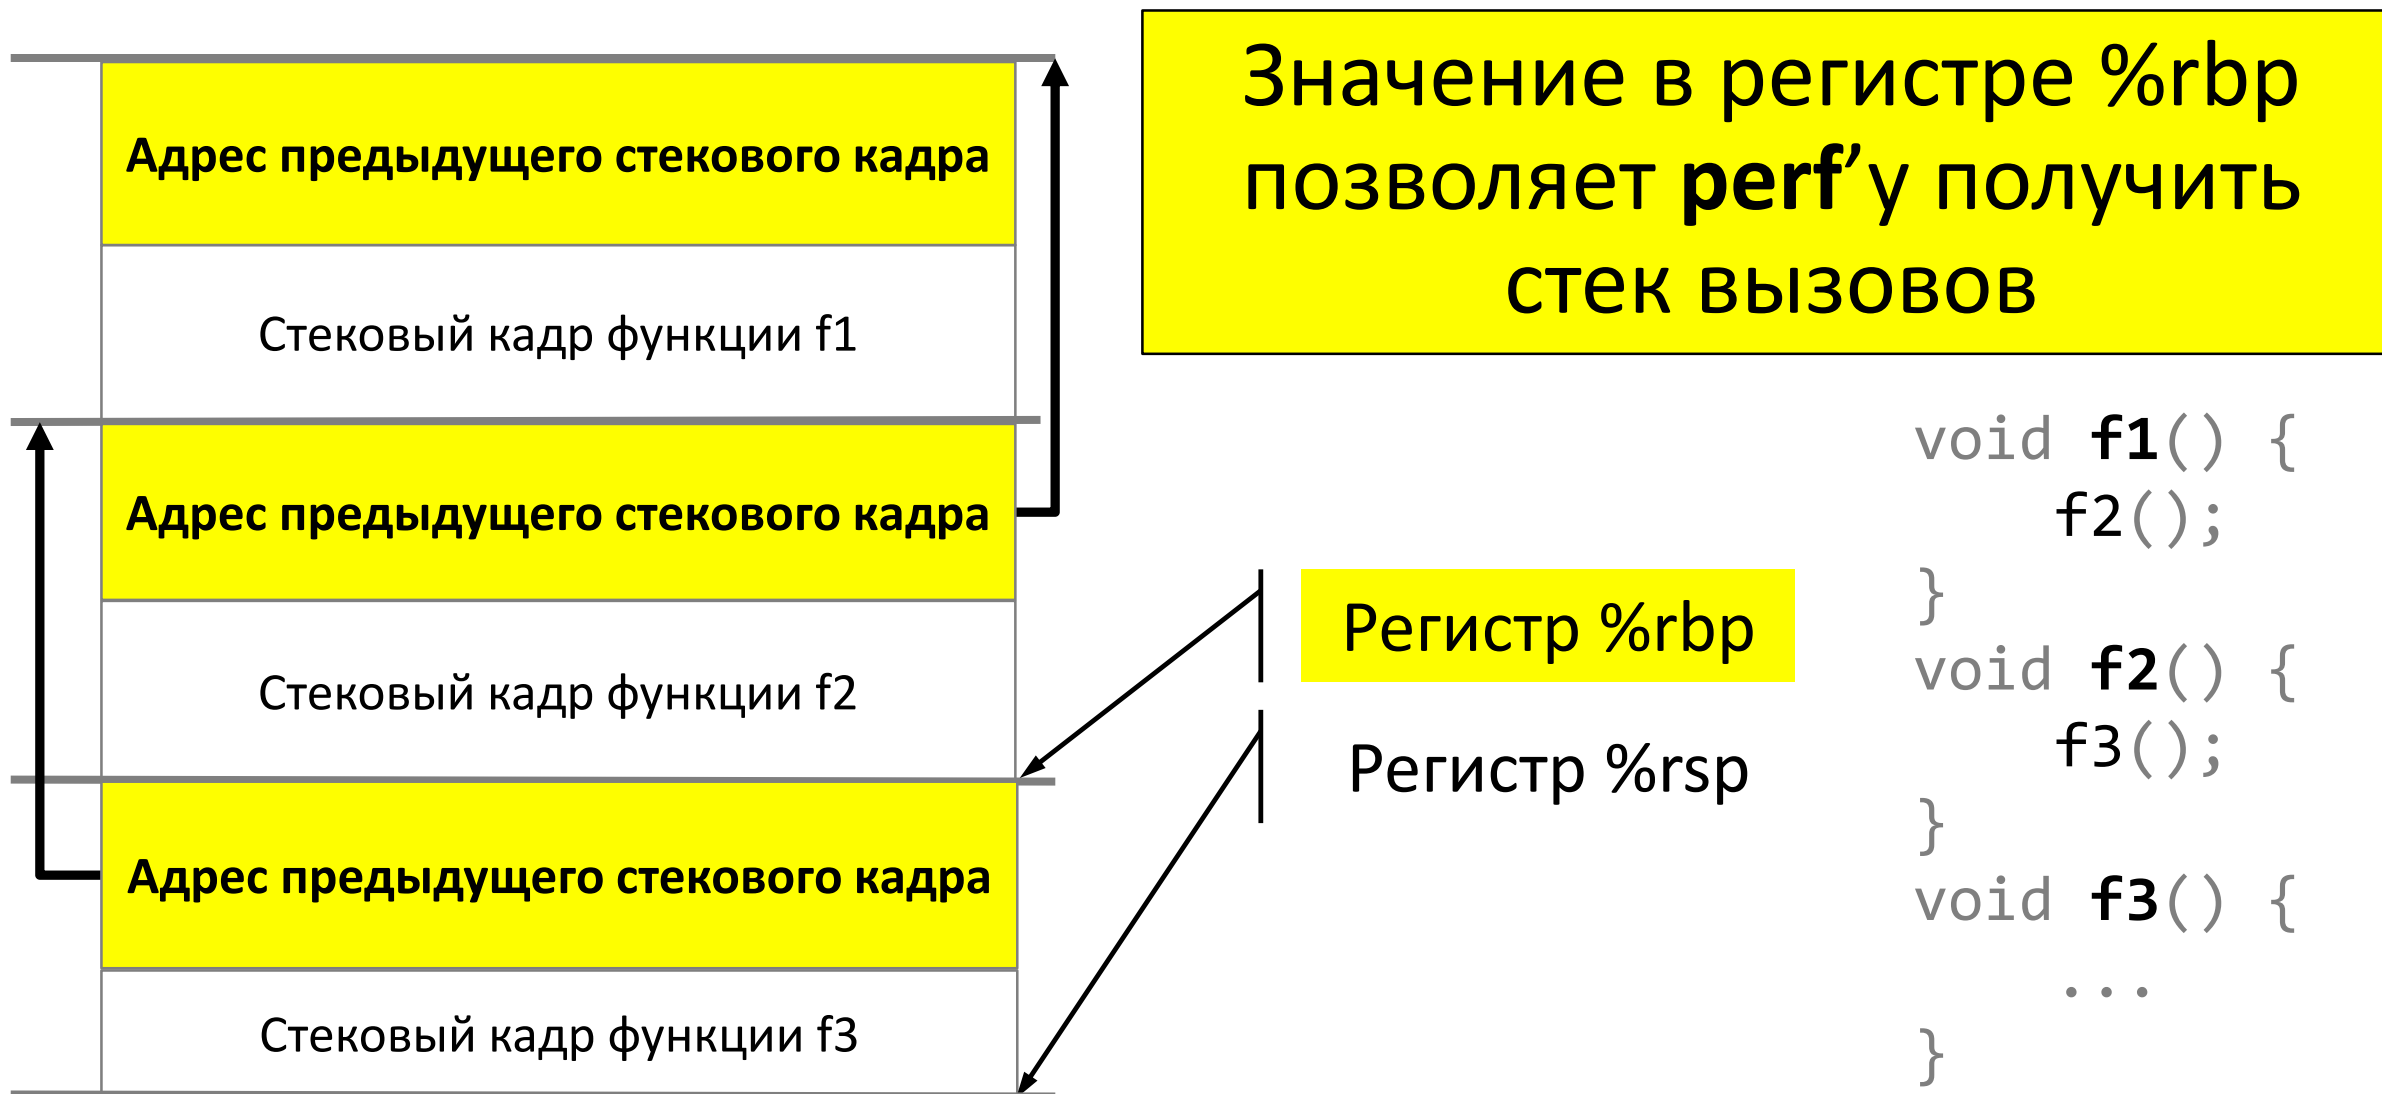 Адрес предыдущего стекового кадра
Стековый кадр функции f1
Адрес предыдущего стекового кадра
Стековый кадр функции f2
Адрес предыдущего стекового кадра
Стековый кадр функции f3
Значение в регистре %rbp
позволяет perf’у получить
стек вызовов
Регистр %rbp
Регистр %rsp
void f1() {
    f2();
}
void f2() {
    f3();
}
void f3() {
    ...
}